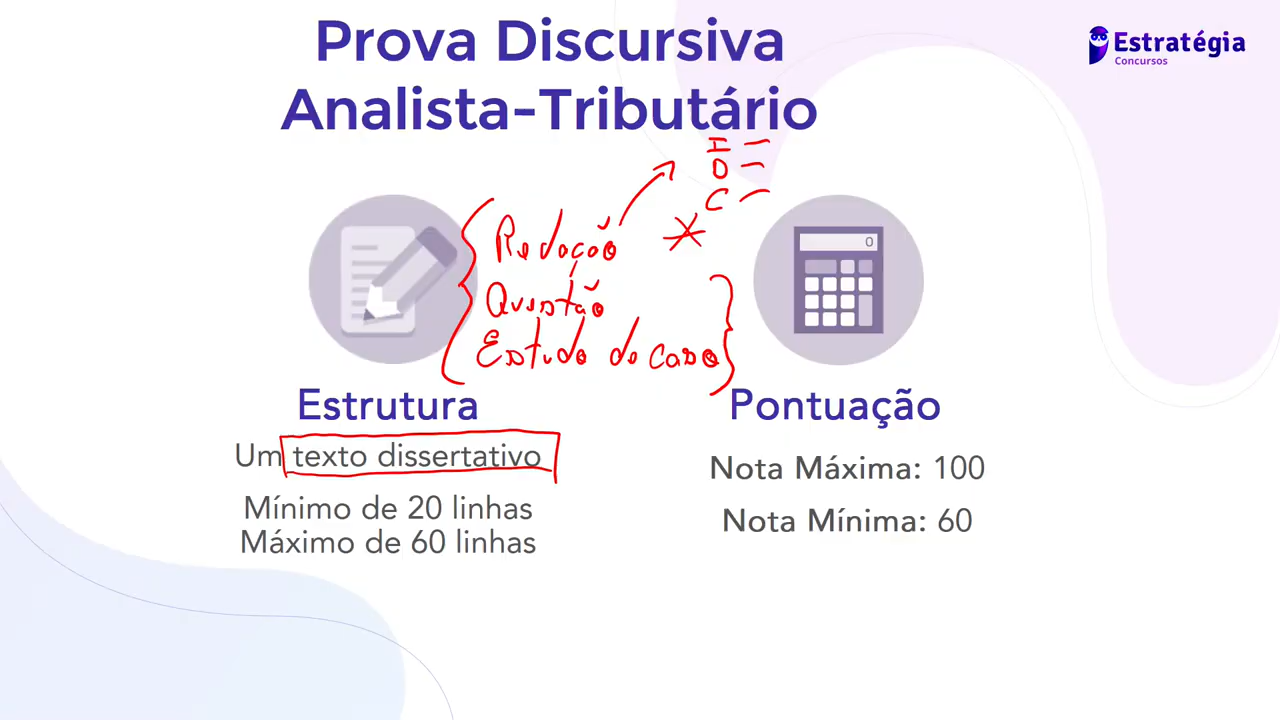 Prova Discursiva
Analista-Tributário
Estratégia
Concursos
I –
D –
C –
Redação
Questão
Estudo de caso
0
Estrutura
Um texto dissertativo
Mínimo de 20 linhas
Máximo de 60 linhas
Pontuação
Nota Máxima: 100
Nota Mínima: 60